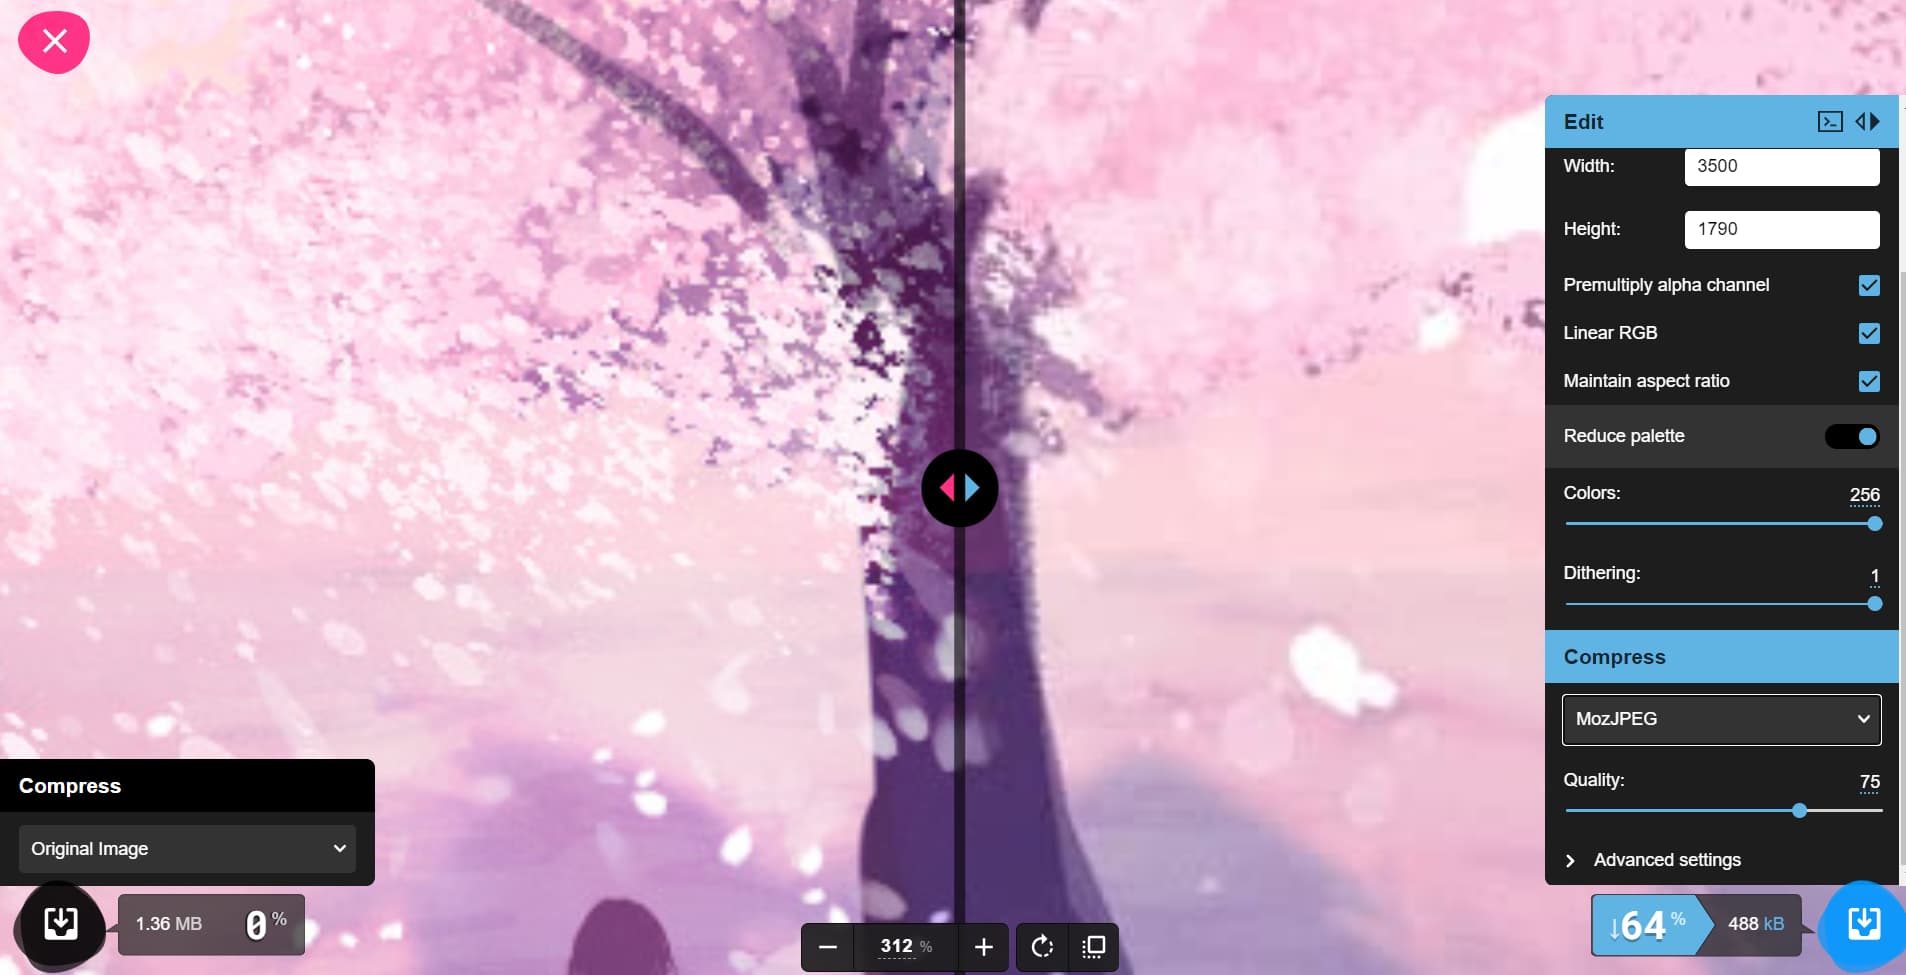 Edit
Width: 3500
Height: 1790
Premultiply alpha channel
Linear RGB
Maintain aspect ratio
Reduce palette
Colors: 256
Dithering: 1
Compress
MozJPEG
Quality: 75
Advanced settings
Compress
Original Image
1.36 MB 0 %
312 %
↓64 % 488 kB